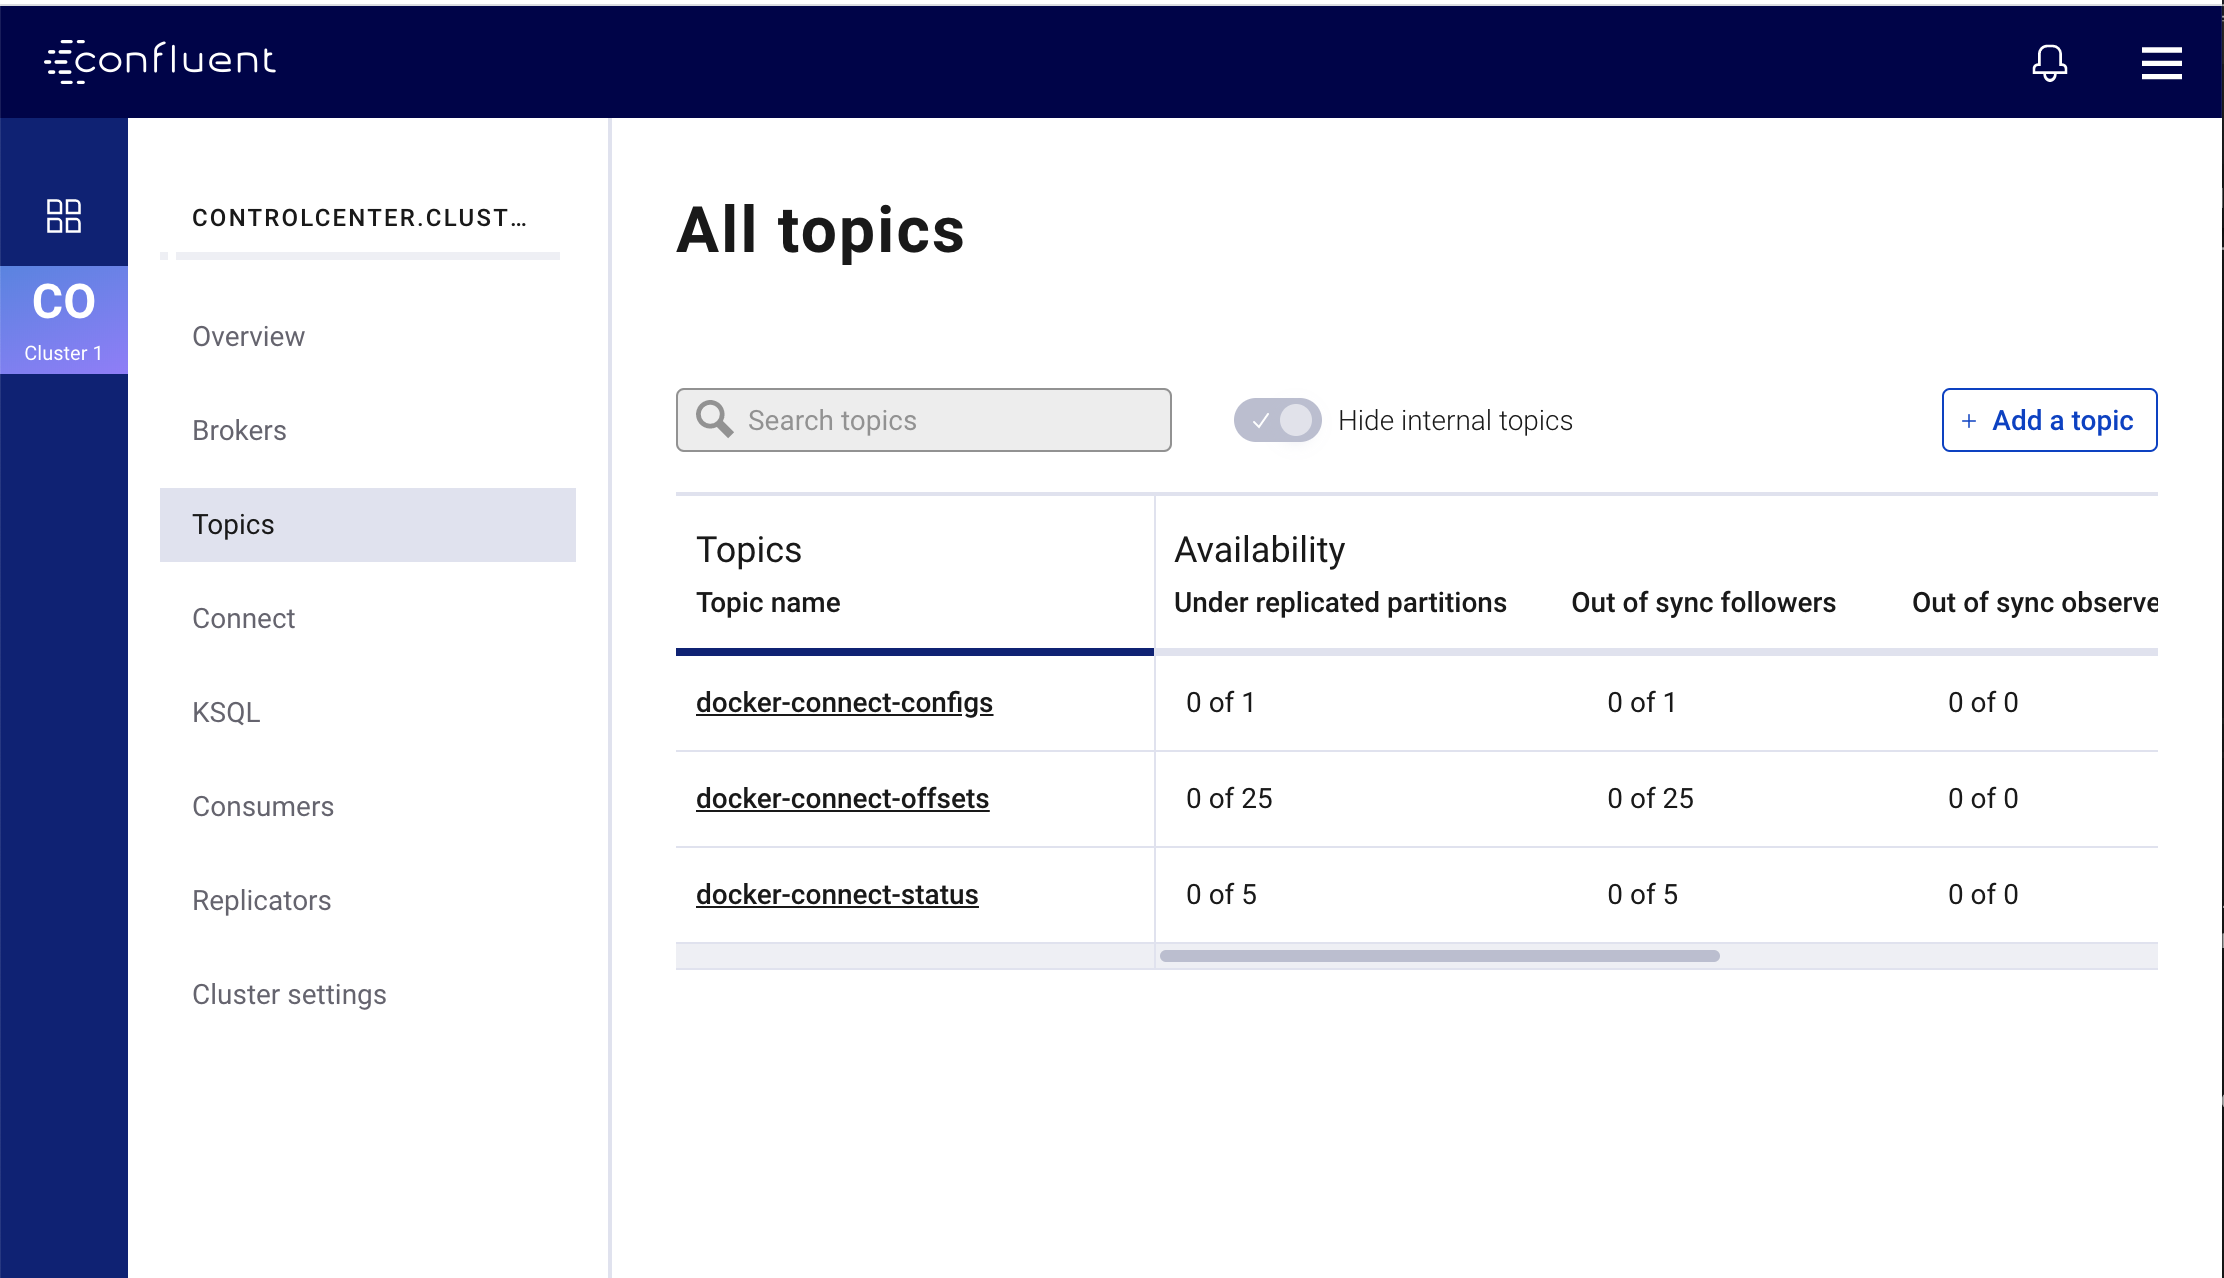 confluent
CO
Cluster 1
CONTROLCENTER.CLUST...
Overview
Brokers
Topics
Connect
KSQL
Consumers
Replicators
Cluster settings
All topics
Search topics
Hide internal topics
+ Add a topic
Topics Availability
Topic name Under replicated partitions Out of sync followers Out of sync observe
docker-connect-configs 0 of 1 0 of 1 0 of 0
docker-connect-offsets 0 of 25 0 of 25 0 of 0
docker-connect-status 0 of 5 0 of 5 0 of 0